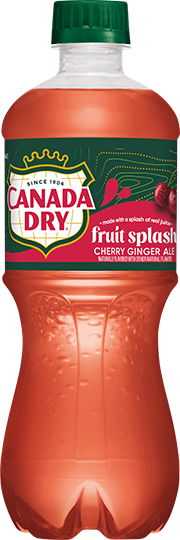 SINCE 1904
CANADA
DRY
made with a splash of real juice
fruit splash
CHERRY GINGER ALE
NATURALLY FLAVORED WITH OTHER NATURAL FLAVORS